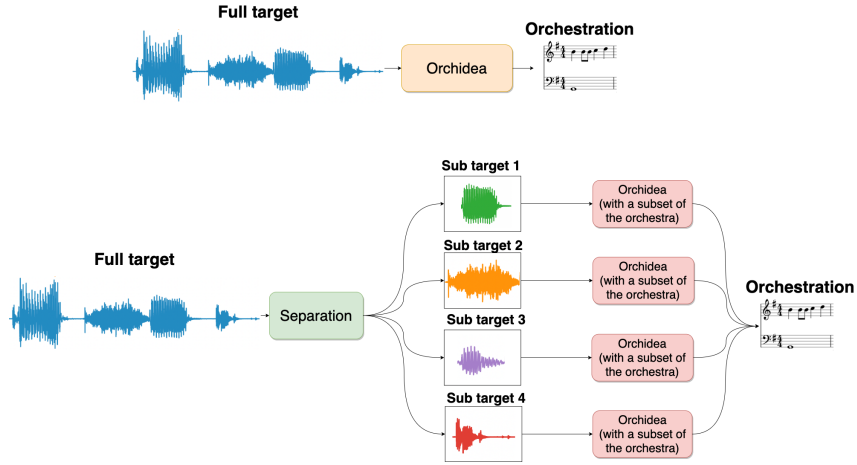 Full target
Orchestration
Orchidea
Sub target 1
Orchidea
(with a subset of
the orchestra)
Sub target 2
Orchidea
(with a subset of
the orchestra)
Full target
Orchestration
Separation
Sub target 3
Orchidea
(with a subset of
the orchestra)
Sub target 4
Orchidea
(with a subset of
the orchestra)